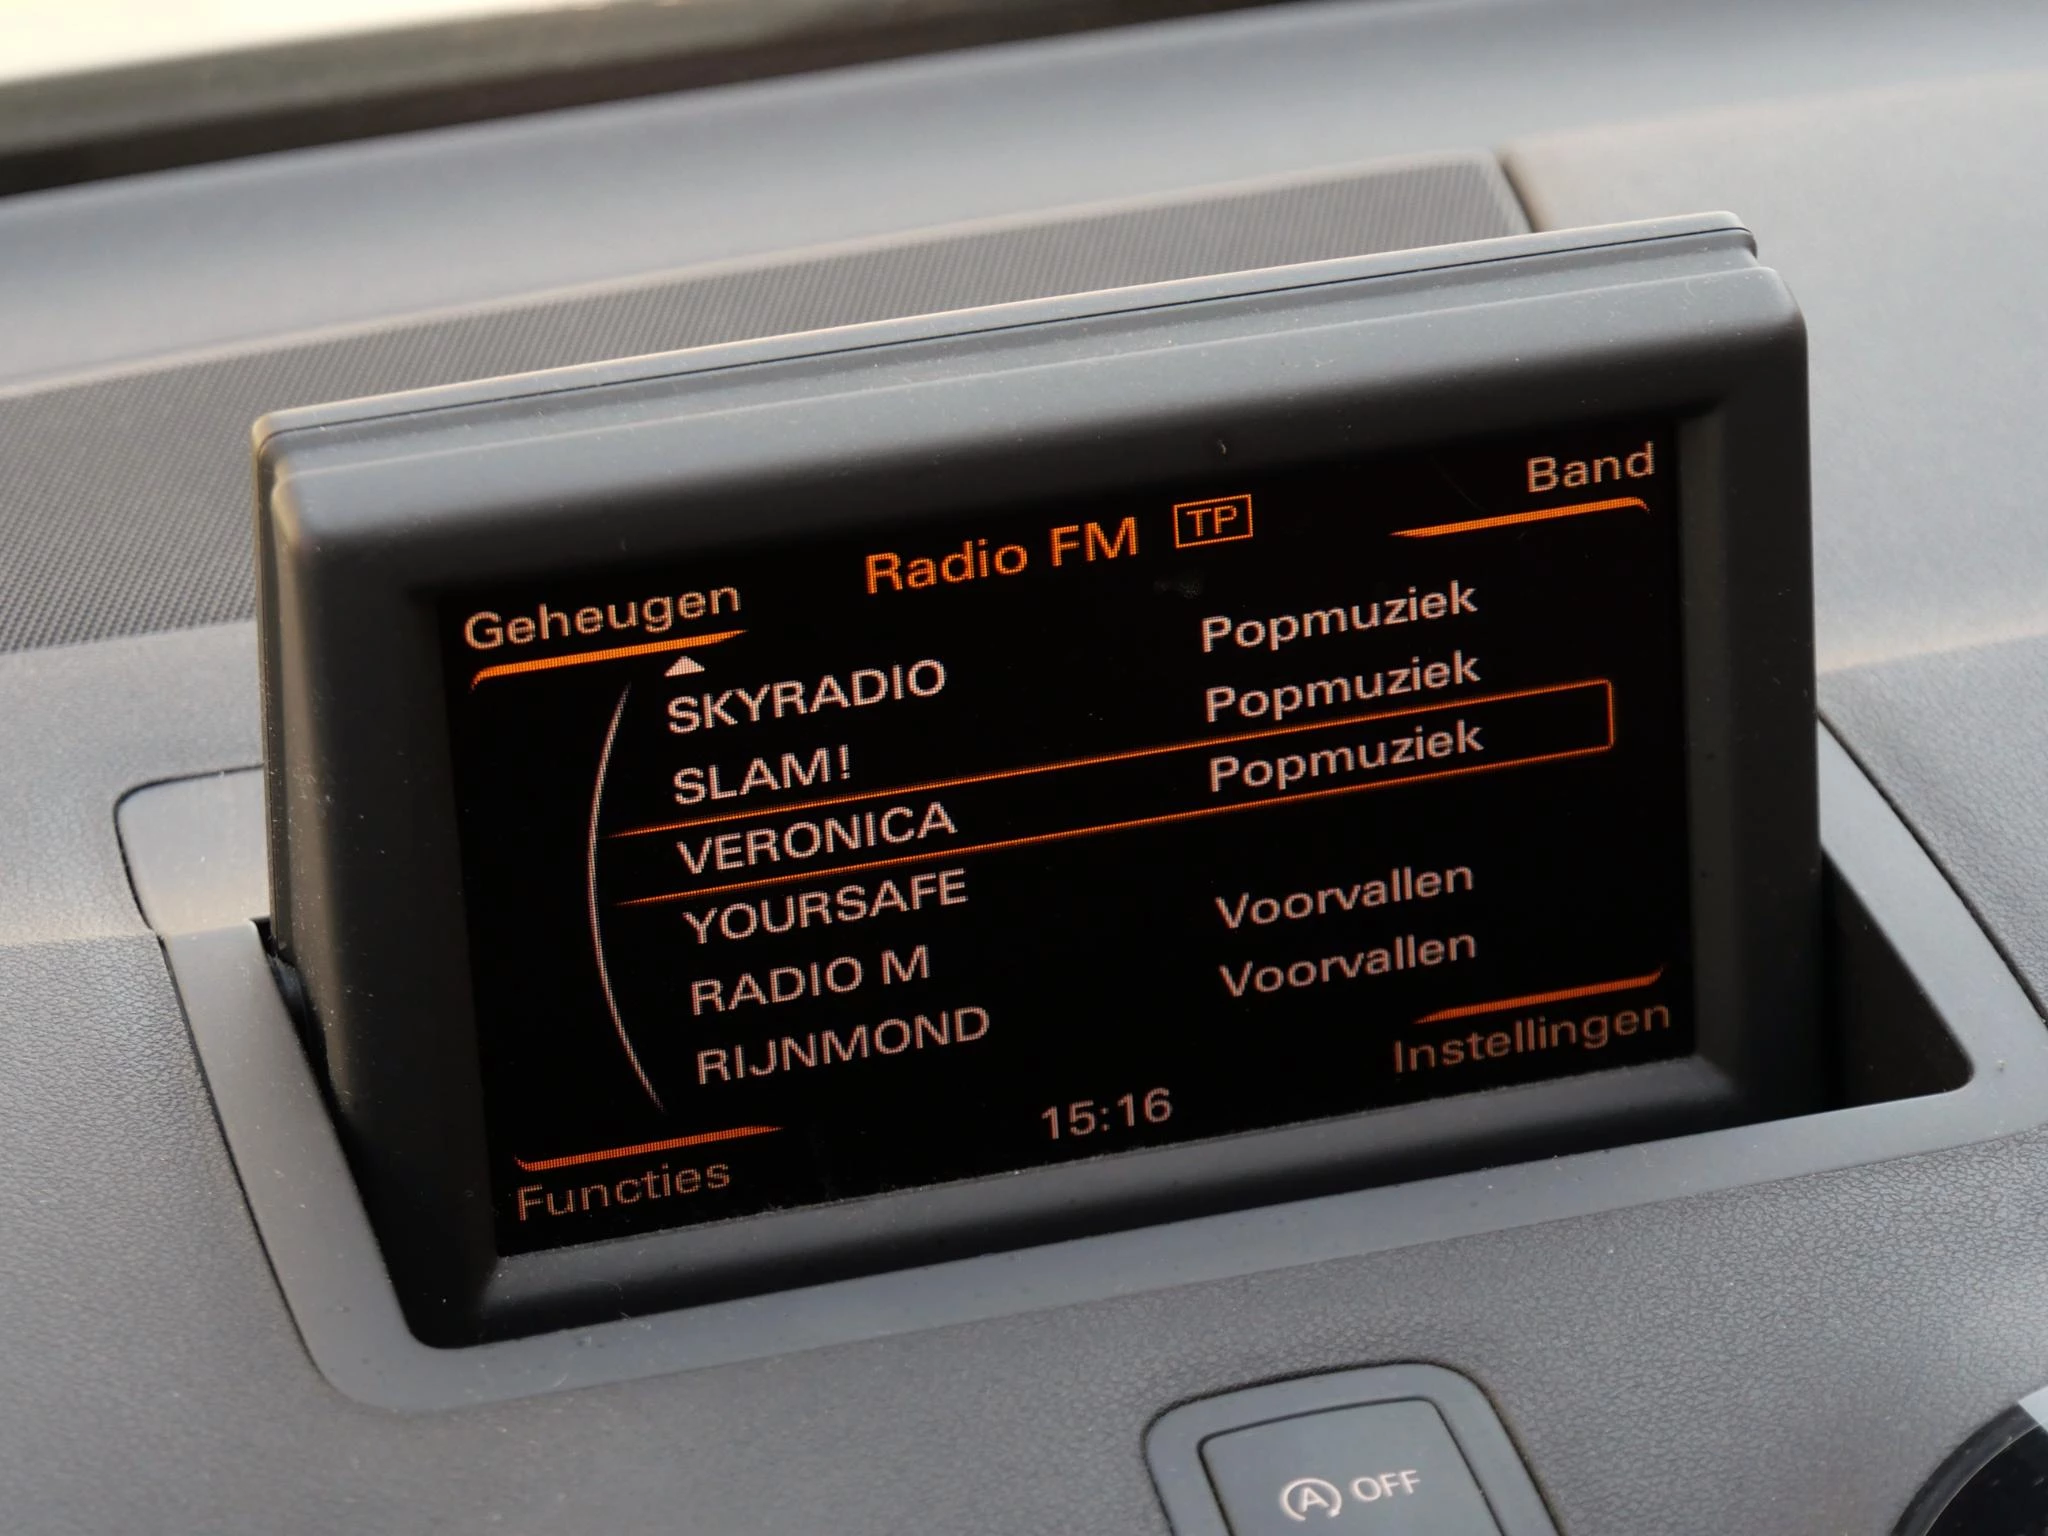 Band
Radio FM TP
Geheugen
SKYRADIO Popmuziek
SLAM! Popmuziek
VERONICA Popmuziek
YOURSAFE
RADIO M Voorvallen
RIJNMOND Voorvallen
Instellingen
15:16
Functies
A OFF